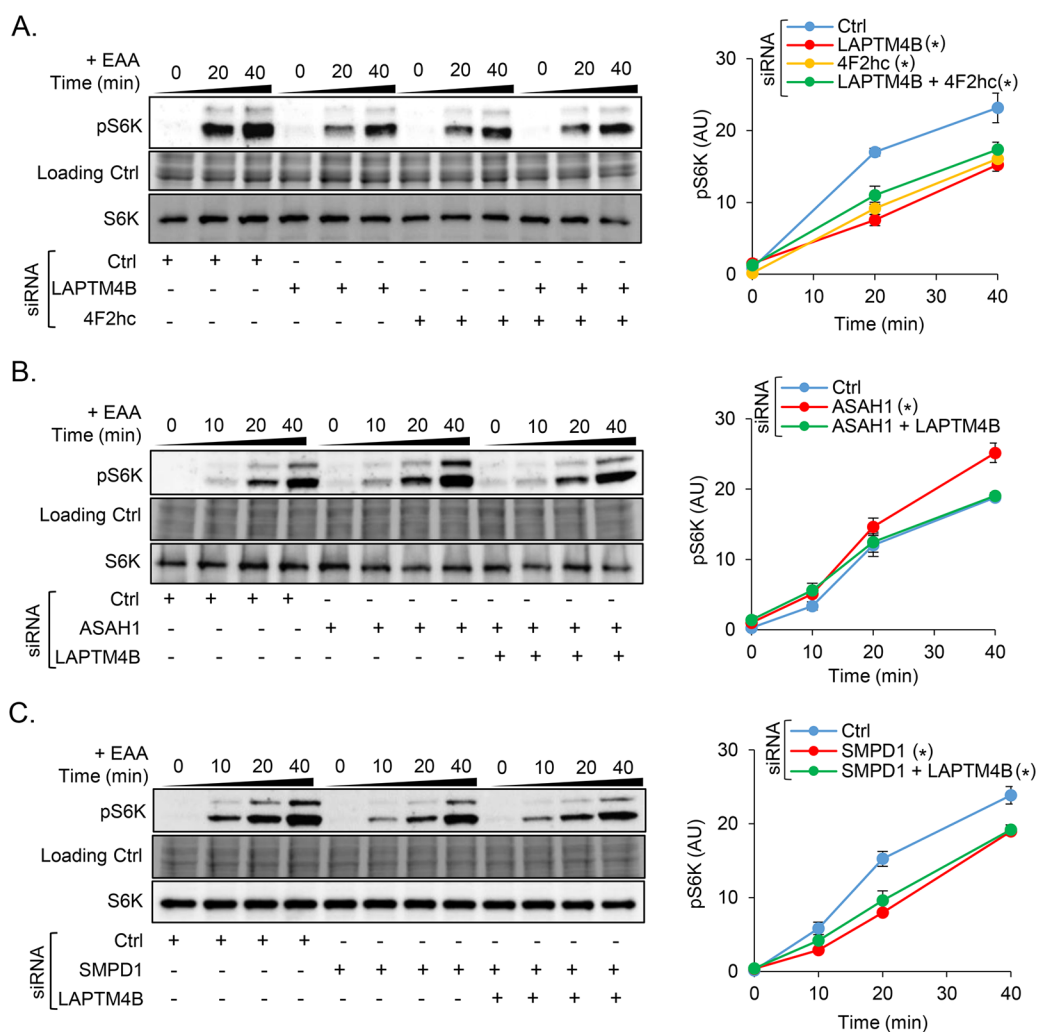 A.
+ EAA
Time (min)
0 20 40 0 20 40 0 20 40 0 20 40
pS6K
Loading Ctrl
S6K
siRNA
Ctrl + + + - - - - - - - - -
LAPTM4B - - - + + + - - - + + +
4F2hc - - - - - - + + + + + +
siRNA
Ctrl
LAPTM4B (*)
4F2hc (*)
LAPTM4B + 4F2hc(*)
pS6K (AU)
30
20
10
0
0 20 40
Time (min)
B.
+ EAA
Time (min)
0 10 20 40 0 10 20 40 0 10 20 40
pS6K
Loading Ctrl
S6K
siRNA
Ctrl + + + + - - - - - - - -
ASAH1 - - - - + + + + + + + +
LAPTM4B - - - - - - - - + + + +
siRNA
Ctrl
ASAH1 (*)
ASAH1 + LAPTM4B
pS6K (AU)
30
20
10
0
0 10 20 40
Time (min)
C.
+ EAA
Time (min)
0 10 20 40 0 10 20 40 0 10 20 40
pS6K
Loading Ctrl
S6K
siRNA
Ctrl + + + + - - - - - - - -
SMPD1 - - - - + + + + + + + +
LAPTM4B - - - - - - - - + + + +
siRNA
Ctrl
SMPD1 (*)
SMPD1 + LAPTM4B (*)
pS6K (AU)
30
20
10
0
0 10 20 40
Time (min)